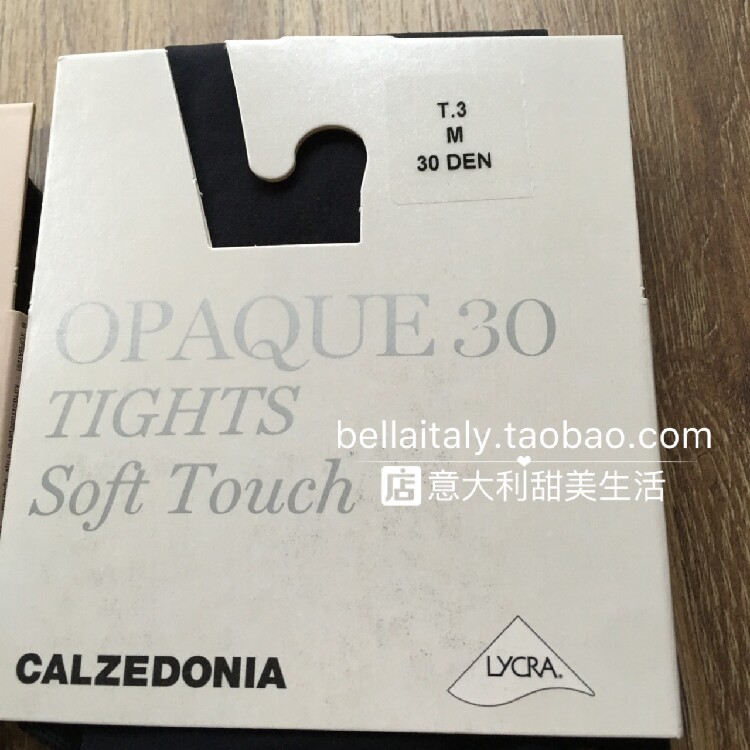 T.3
M
30 DEN
OPAQUE 30
TIGHTS
Soft Touch
bellaitaly.taobao.com
店 意大利甜美生活
CALZEDONIA
LYCRA®